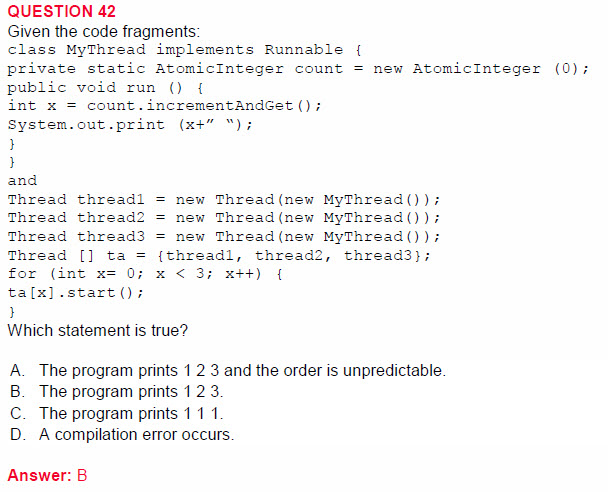 QUESTION 42
Given the code fragments:
class MyThread implements Runnable {
private static AtomicInteger count = new AtomicInteger (0);
public void run () {
int x = count.incrementAndGet();
System.out.print (x+” “);
}
}
and
Thread thread1 = new Thread(new MyThread());
Thread thread2 = new Thread(new MyThread());
Thread thread3 = new Thread(new MyThread());
Thread [] ta = {thread1, thread2, thread3};
for (int x= 0; x < 3; x++) {
ta[x].start();
}
Which statement is true?
A. The program prints 1 2 3 and the order is unpredictable.
B. The program prints 1 2 3.
C. The program prints 1 1 1.
D. A compilation error occurs.
Answer: B